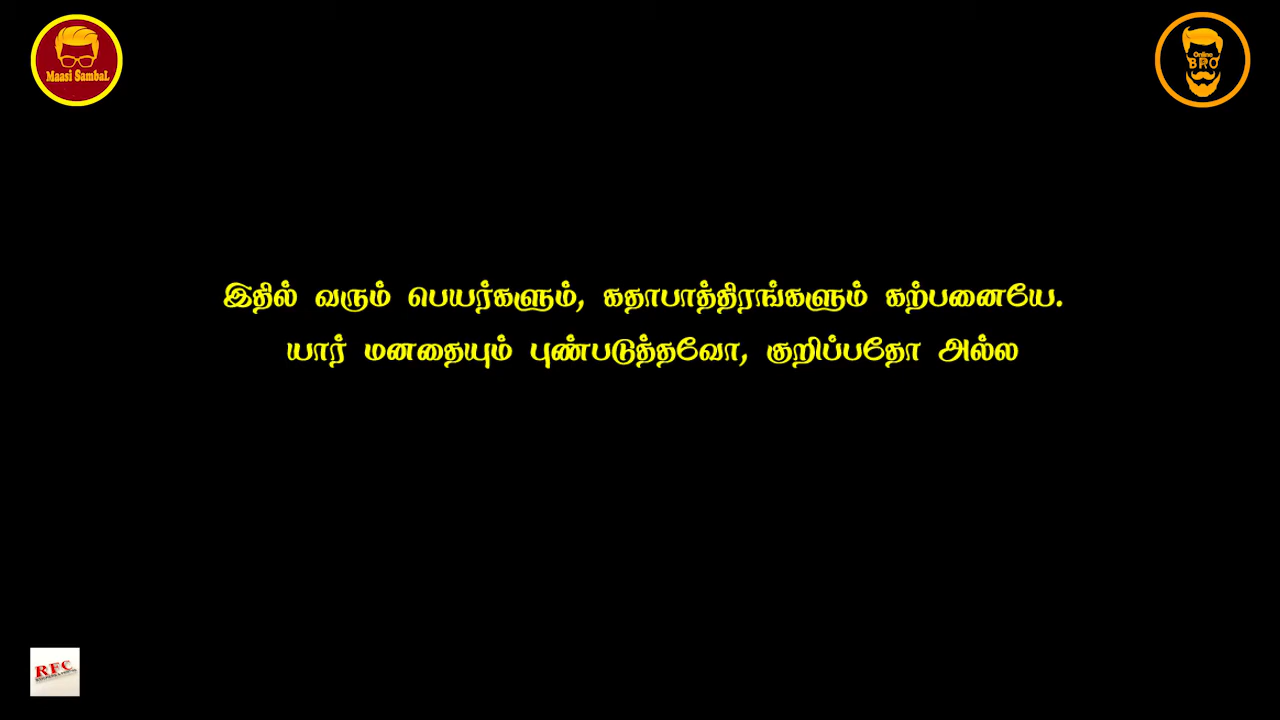 Maasi SambaL
Online
BRO
இதில் வரும் பெயர்களும், கதாபாத்திரங்களும் கற்பனையே.
யார் மனதையும் புண்படுத்தவோ, குறிப்பதோ அல்ல
RFC